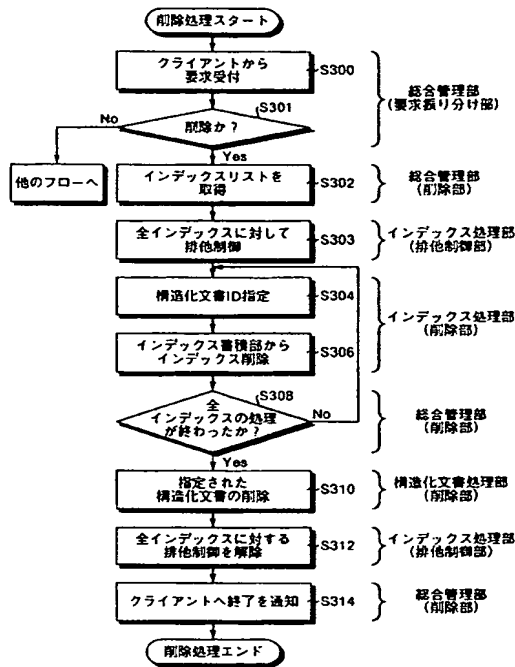 削除処理スタート
クライアントから
要求受付
S300
総合管理部
(要求振り分け部)
S301
No
削除か?
Yes
他のフローへ
インデックスリストを
取得
S302
総合管理部
(削除部)
全インデックスに対して
排他制御
S303
インデックス処理部
(排他制御部)
構造化文書ID指定
S304
インデックス処理部
(削除部)
インデックス蓄積部から
インデックス削除
S306
S308
全
インデックスの処理
が終わったか?
No
総合管理部
(削除部)
Yes
指定された
構造化文書の削除
S310
構造化文書処理部
(削除部)
全インデックスに対する
排他制御を解除
S312
インデックス処理部
(排他制御部)
クライアントへ終了を通知
S314
総合管理部
(削除部)
削除処理エンド